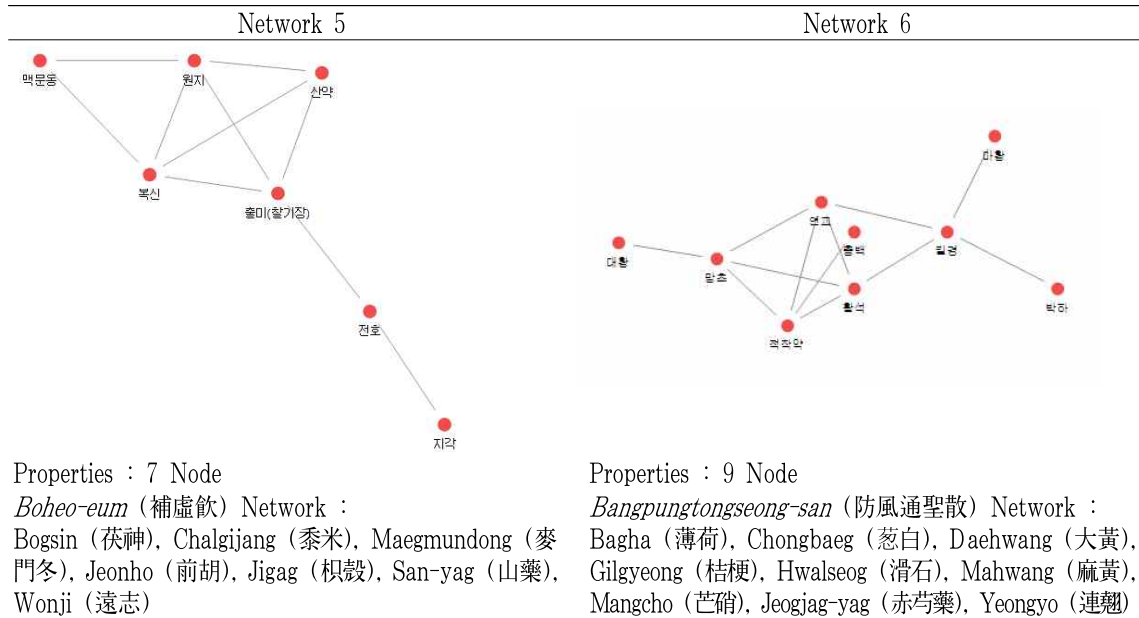 Network 5
Network 6
맥문동
원지
산약
복신
출미(찰기장)
전호
지각
마황
연교
총백
길경
대황
망초
활석
박하
적작약
Properties : 7 Node
Boheo-eum (補虛飮) Network :
Bogsin (茯神), Chalgijang (黍米), Maegmundong (麥
門冬), Jeonho (前胡), Jigag (枳殼), San-yag (山藥),
Wonji (遠志)
Properties : 9 Node
Bangpungtongseong-san (防風通聖散) Network :
Bagha (薄荷), Chongbaeg (葱白), Daehwang (大黃),
Gilgyeong (桔梗), Hwalseog (滑石), Mahwang (麻黃),
Mangcho (芒硝), Jeogjag-yag (赤芍藥), Yeongyo (連翹)